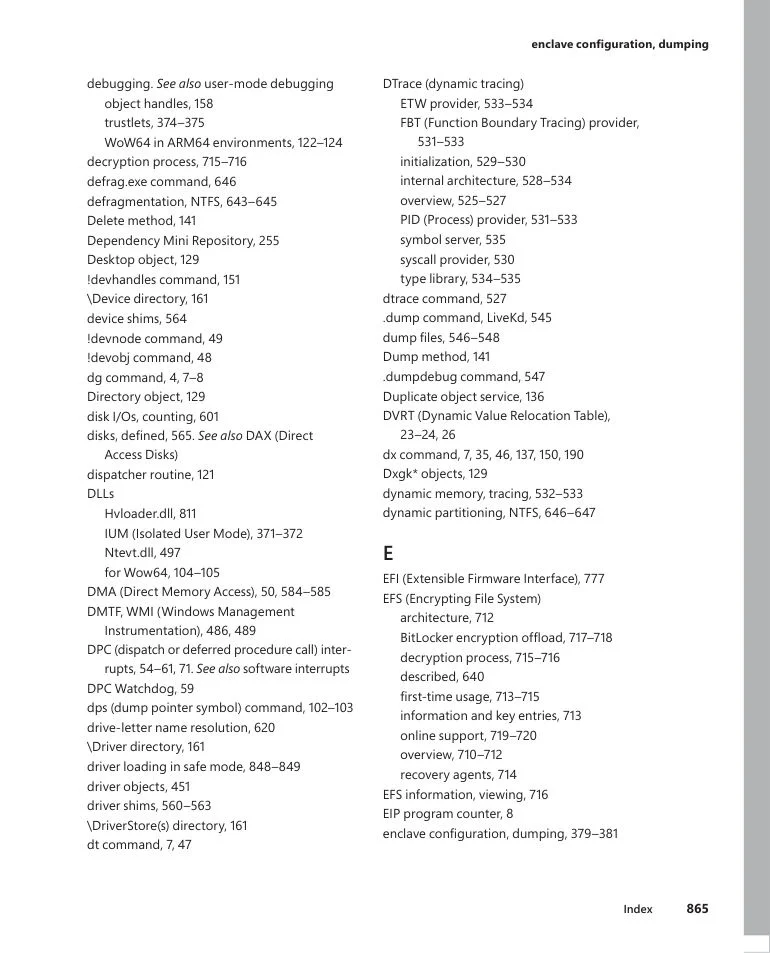 enclave configuration, dumping
debugging. See also user-mode debugging
object handles, 158
trustlets, 374–375
WoW64 in ARM64 environments, 122–124
decryption process, 715–716
defrag.exe command, 646
defragmentation, NTFS, 643–645
Delete method, 141
Dependency Mini Repository, 255
Desktop object, 129
!devhandles command, 151
\Device directory, 161
device shims, 564
!devnode command, 49
!devobj command, 48
dg command, 4, 7–8
Directory object, 129
disk I/Os, counting, 601
disks, defined, 565. See also DAX (Direct
Access Disks)
dispatcher routine, 121
DLLs
Hvloader.dll, 811
IUM (Isolated User Mode), 371–372
Ntevt.dll, 497
for Wow64, 104–105
DMA (Direct Memory Access), 50, 584–585
DMTF, WMI (Windows Management
Instrumentation), 486, 489
DPC (dispatch or deferred procedure call) inter-
rupts, 54–61, 71. See also software interrupts
DPC Watchdog, 59
dps (dump pointer symbol) command, 102–103
drive-letter name resolution, 620
\Driver directory, 161
driver loading in safe mode, 848–849
driver objects, 451
driver shims, 560–563
\DriverStore(s) directory, 161
dt command, 7, 47
DTrace (dynamic tracing)
ETW provider, 533–534
FBT (Function Boundary Tracing) provider,
531–533
initialization, 529–530
internal architecture, 528–534
overview, 525–527
PID (Process) provider, 531–533
symbol server, 535
syscall provider, 530
type library, 534–535
dtrace command, 527
.dump command, LiveKd, 545
dump files, 546–548
Dump method, 141
.dumpdebug command, 547
Duplicate object service, 136
DVRT (Dynamic Value Relocation Table),
23–24, 26
dx command, 7, 35, 46, 137, 150, 190
Dxgk* objects, 129
dynamic memory, tracing, 532–533
dynamic partitioning, NTFS, 646–647
E
EFI (Extensible Firmware Interface), 777
EFS (Encrypting File System)
architecture, 712
BitLocker encryption offload, 717–718
decryption process, 715–716
described, 640
first-time usage, 713–715
information and key entries, 713
online support, 719–720
overview, 710–712
recovery agents, 714
EFS information, viewing, 716
EIP program counter, 8
enclave configuration, dumping, 379–381
Index 865